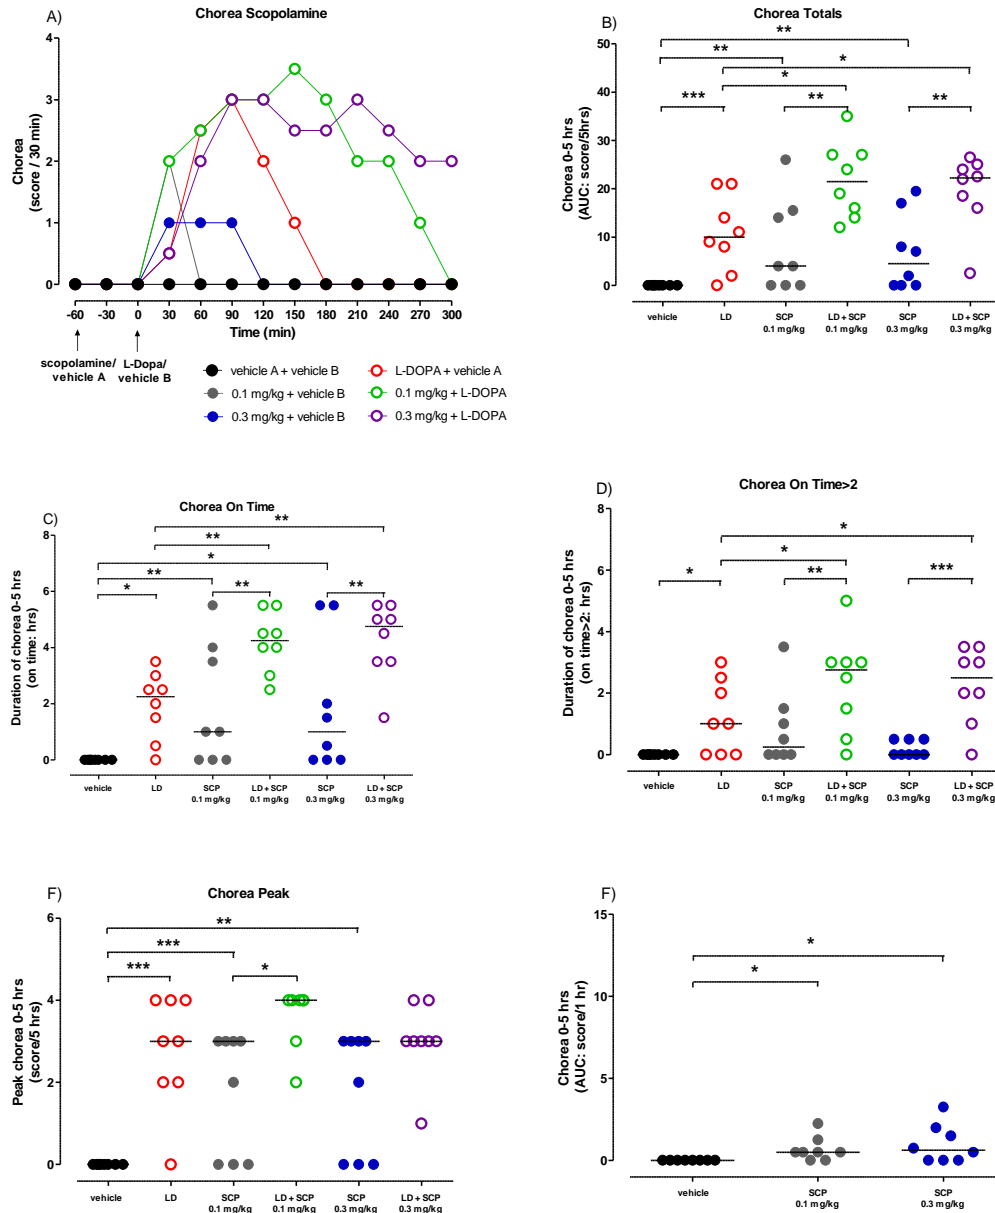 A)
Chorea Scopolamine
4
3
2
1
0
Chorea
(score / 30 min)
-60 -30 0 30 60 90 120 150 180 210 240 270 300
Time (min)
scopolamine/
vehicle A
L-Dopa/
vehicle B
vehicle A + vehicle B
0.1 mg/kg + vehicle B
0.3 mg/kg + vehicle B
L-DOPA + vehicle A
0.1 mg/kg + L-DOPA
0.3 mg/kg + L-DOPA
B)
Chorea Totals
50
40
30
20
10
0
Chorea 0-5 hrs
(AUC: score/5hrs)
**
**
*
*
*** ** **
vehicle LD SCP LD + SCP SCP LD + SCP
0.1 mg/kg 0.1 mg/kg 0.3 mg/kg 0.3 mg/kg
C)
Chorea On Time
8
6
4
2
0
Duration of chorea 0-5 hrs
(on time: hrs)
**
**
*
**
* ** **
vehicle LD SCP LD + SCP SCP LD + SCP
0.1 mg/kg 0.1 mg/kg 0.3 mg/kg 0.3 mg/kg
D)
Chorea On Time>2
8
6
4
2
0
Duration of chorea 0-5 hrs
(on time>2: hrs)
*
*
* ** ***
vehicle LD SCP LD + SCP SCP LD + SCP
0.1 mg/kg 0.1 mg/kg 0.3 mg/kg 0.3 mg/kg
F)
Chorea Peak
6
4
2
0
Peak chorea 0-5 hrs
(score/5 hrs)
**
***
*** *
vehicle LD SCP LD + SCP SCP LD + SCP
0.1 mg/kg 0.1 mg/kg 0.3 mg/kg 0.3 mg/kg
F)
15
10
5
0
Chorea 0-5 hrs
(AUC: score/1 hr)
*
*
vehicle SCP SCP
0.1 mg/kg 0.3 mg/kg